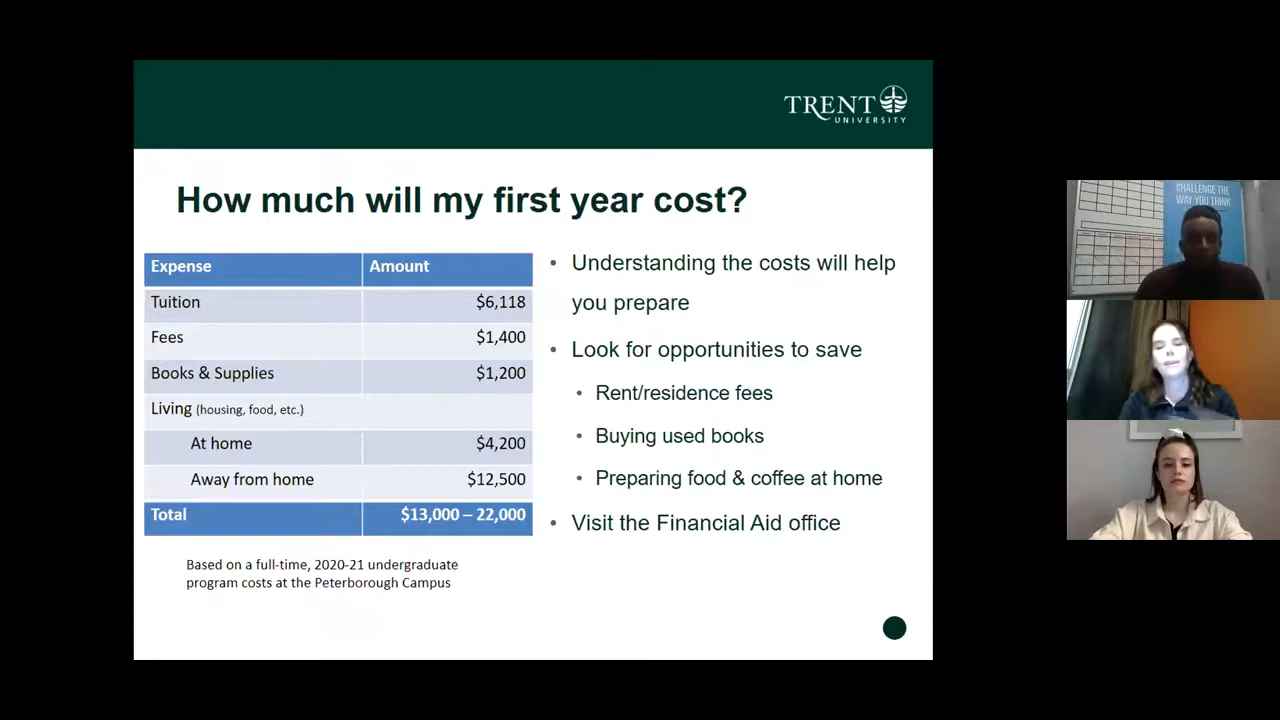 TRENT
UNIVERSITY
How much will my first year cost?
Expense Amount
Tuition $6,118
Fees $1,400
Books & Supplies $1,200
Living (housing, food, etc.)
At home $4,200
Away from home $12,500
Total $13,000 – 22,000
Based on a full-time, 2020-21 undergraduate
program costs at the Peterborough Campus
• Understanding the costs will help
you prepare
• Look for opportunities to save
• Rent/residence fees
• Buying used books
• Preparing food & coffee at home
• Visit the Financial Aid office
CHALLENGE THE
WAY YOU THINK